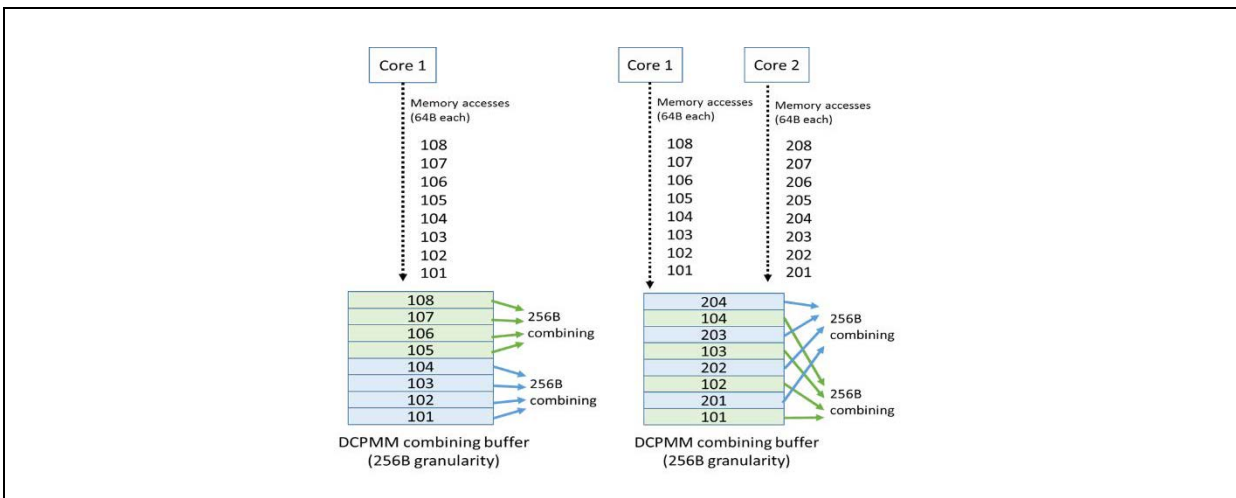 Core 1
Memory accesses
(64B each)
108
107
106
105
104
103
102
101
108
107
106
105
104
103
102
101
256B
combining
256B
combining
DCPMM combining buffer
(256B granularity)
Core 1
Core 2
Memory accesses
(64B each)
108
107
106
105
104
103
102
101
Memory accesses
(64B each)
208
207
206
205
204
203
202
201
204
104
203
103
202
102
201
101
256B
combining
256B
combining
DCPMM combining buffer
(256B granularity)